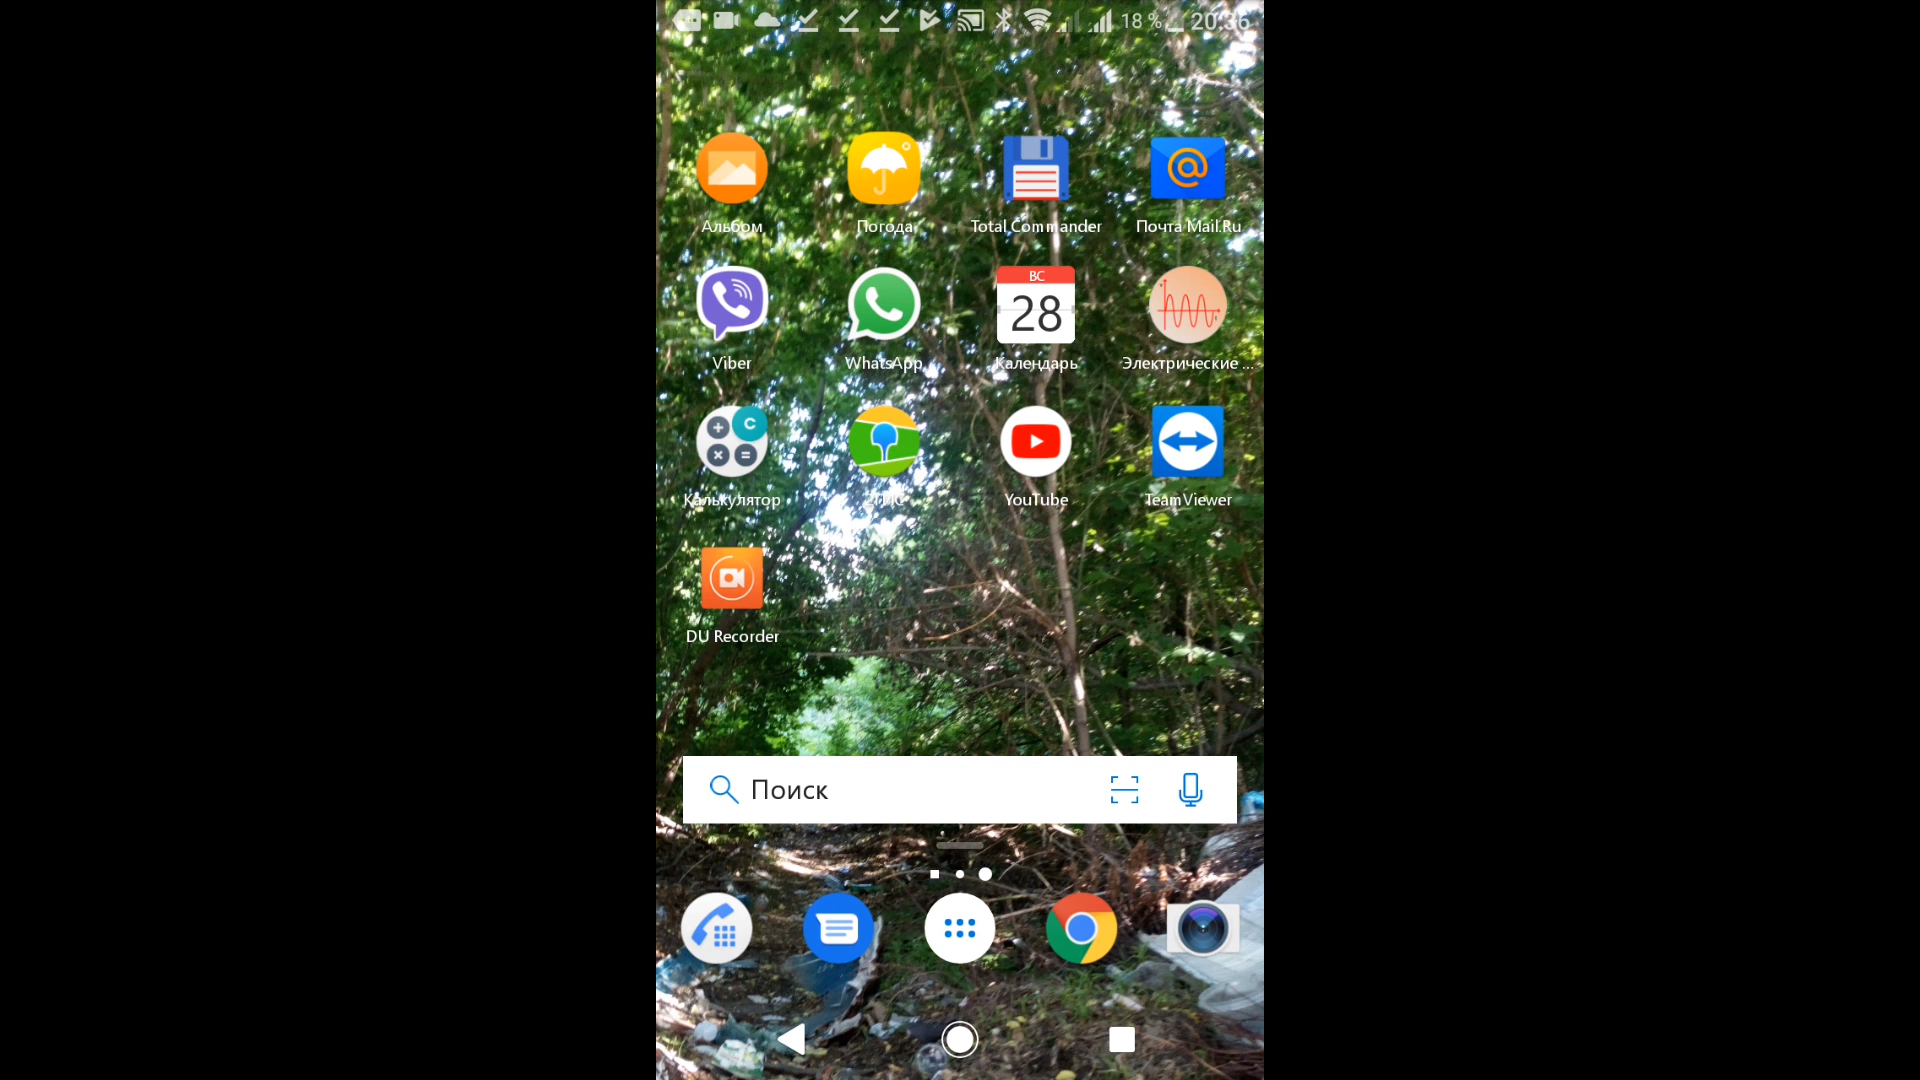 18 % 20:36
Альбом Погода Total Commander Почта Mail.Ru
ВС
28
Viber WhatsApp Календарь Электрические ...
C
Калькулятор 2ГИС YouTube TeamViewer
DU Recorder
Поиск